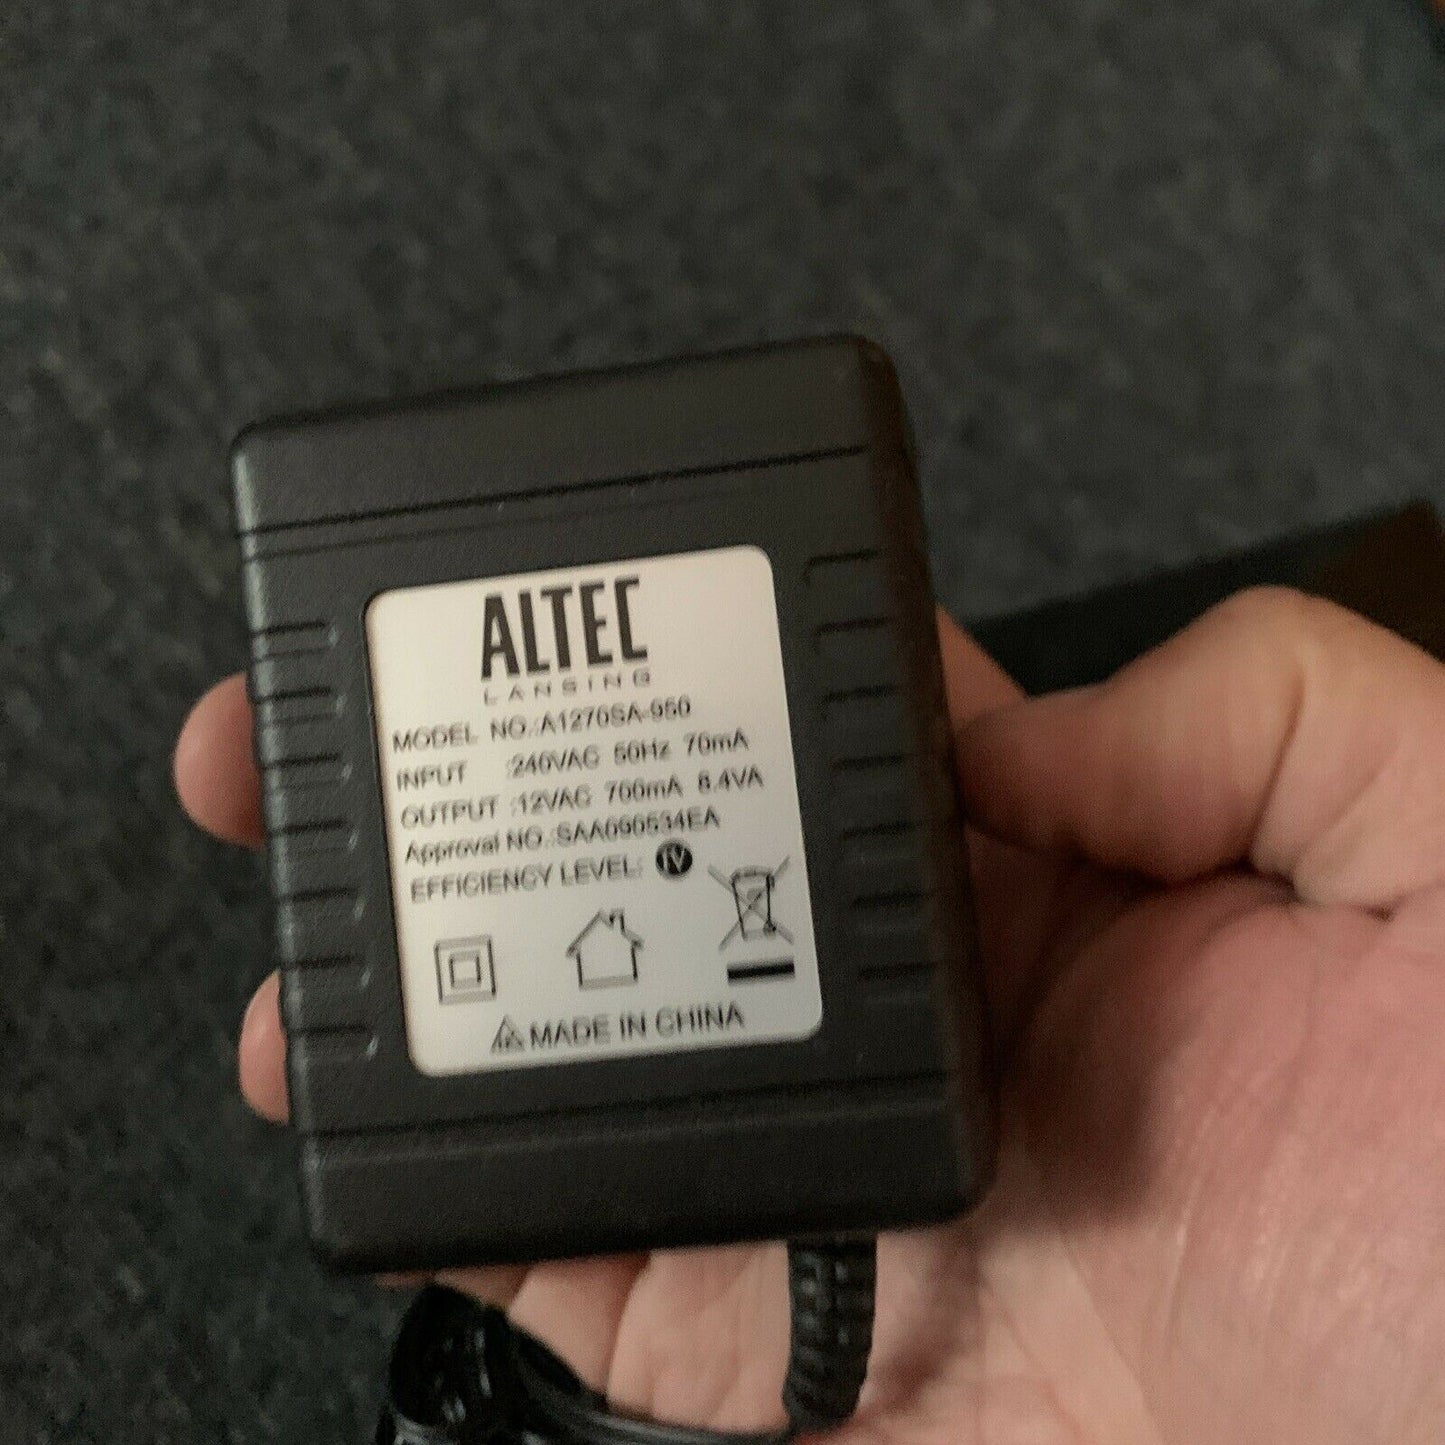 ALTEC
LANSING
MODEL NO.:A1270SA-950
INPUT :240VAC 50Hz 70mA
OUTPUT :12VAC 700mA 8.4VA
Approval NO.:SAA090534EA
EFFICIENCY LEVEL: IV
MADE IN CHINA